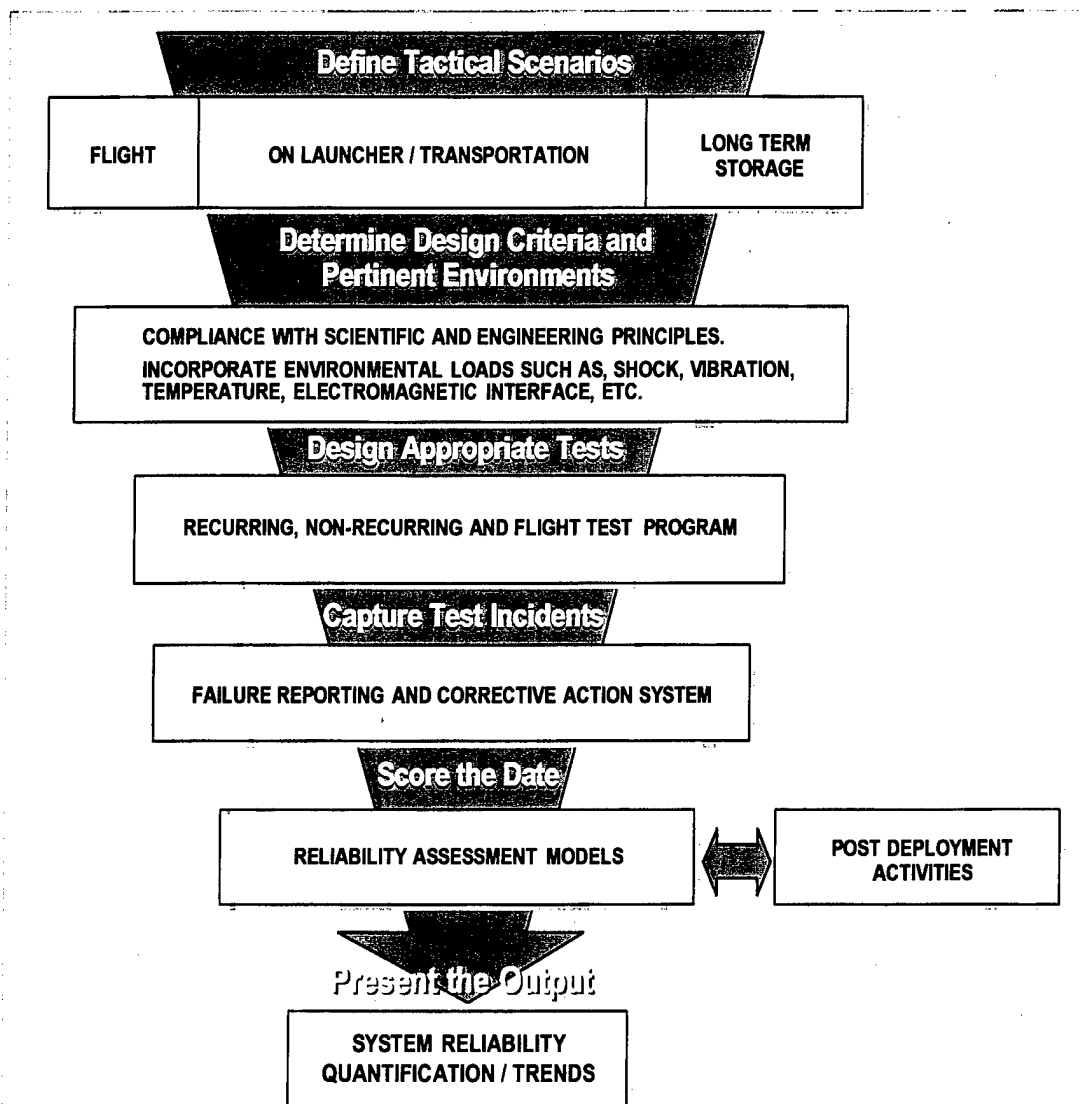 Define Tactical Scenarios
FLIGHT
ON LAUNCHER / TRANSPORTATION
LONG TERM
STORAGE
Determine Design Criteria and
Pertinent Environments
COMPLIANCE WITH SCIENTIFIC AND ENGINEERING PRINCIPLES.
INCORPORATE ENVIRONMENTAL LOADS SUCH AS, SHOCK, VIBRATION,
TEMPERATURE, ELECTROMAGNETIC INTERFACE, ETC.
Design Appropriate Tests
RECURRING, NON-RECURRING AND FLIGHT TEST PROGRAM
Capture Test Incidents
FAILURE REPORTING AND CORRECTIVE ACTION SYSTEM
Score the Date
RELIABILITY ASSESSMENT MODELS
POST DEPLOYMENT
ACTIVITIES
Present the Output
SYSTEM RELIABILITY
QUANTIFICATION / TRENDS